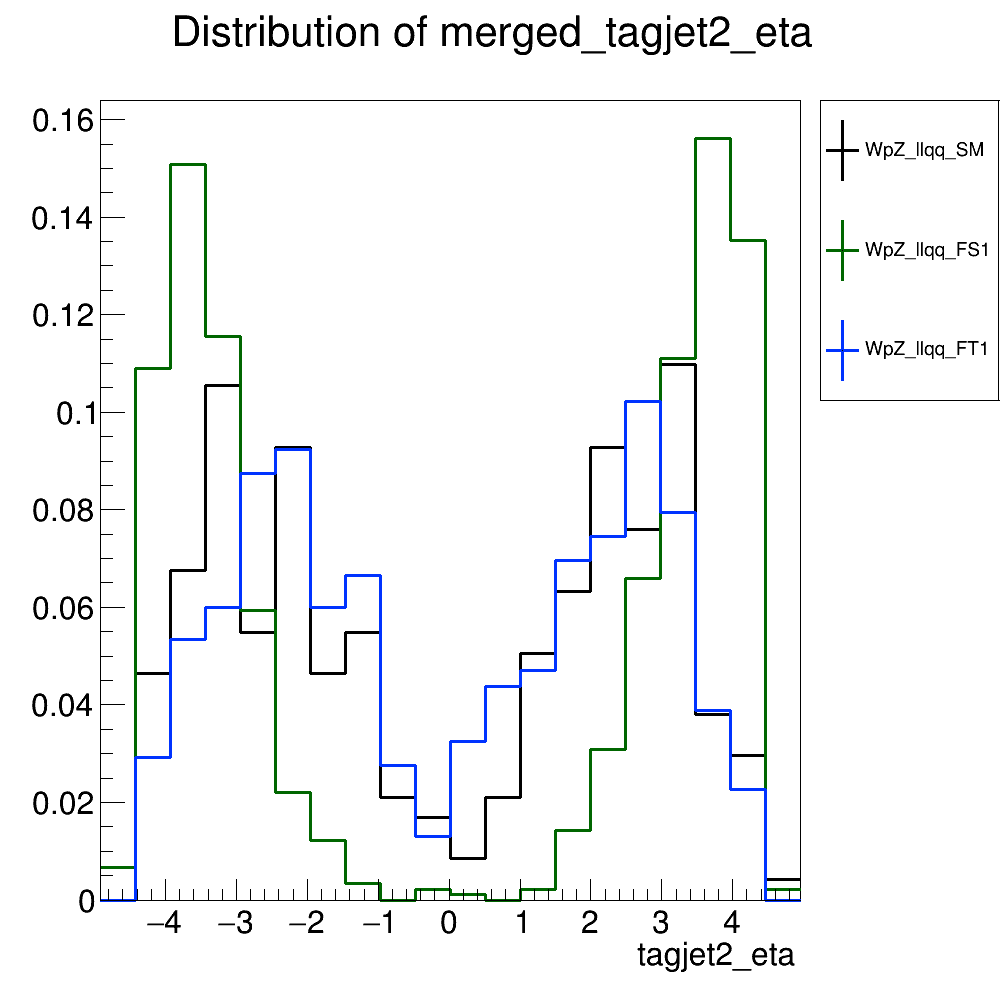 Distribution of merged_tagjet2_eta
0.16
0.14
0.12
0.1
0.08
0.06
0.04
0.02
0
−4 −3 −2 −1 0 1 2 3 4
tagjet2_eta
WpZ_llqq_SM
WpZ_llqq_FS1
WpZ_llqq_FT1